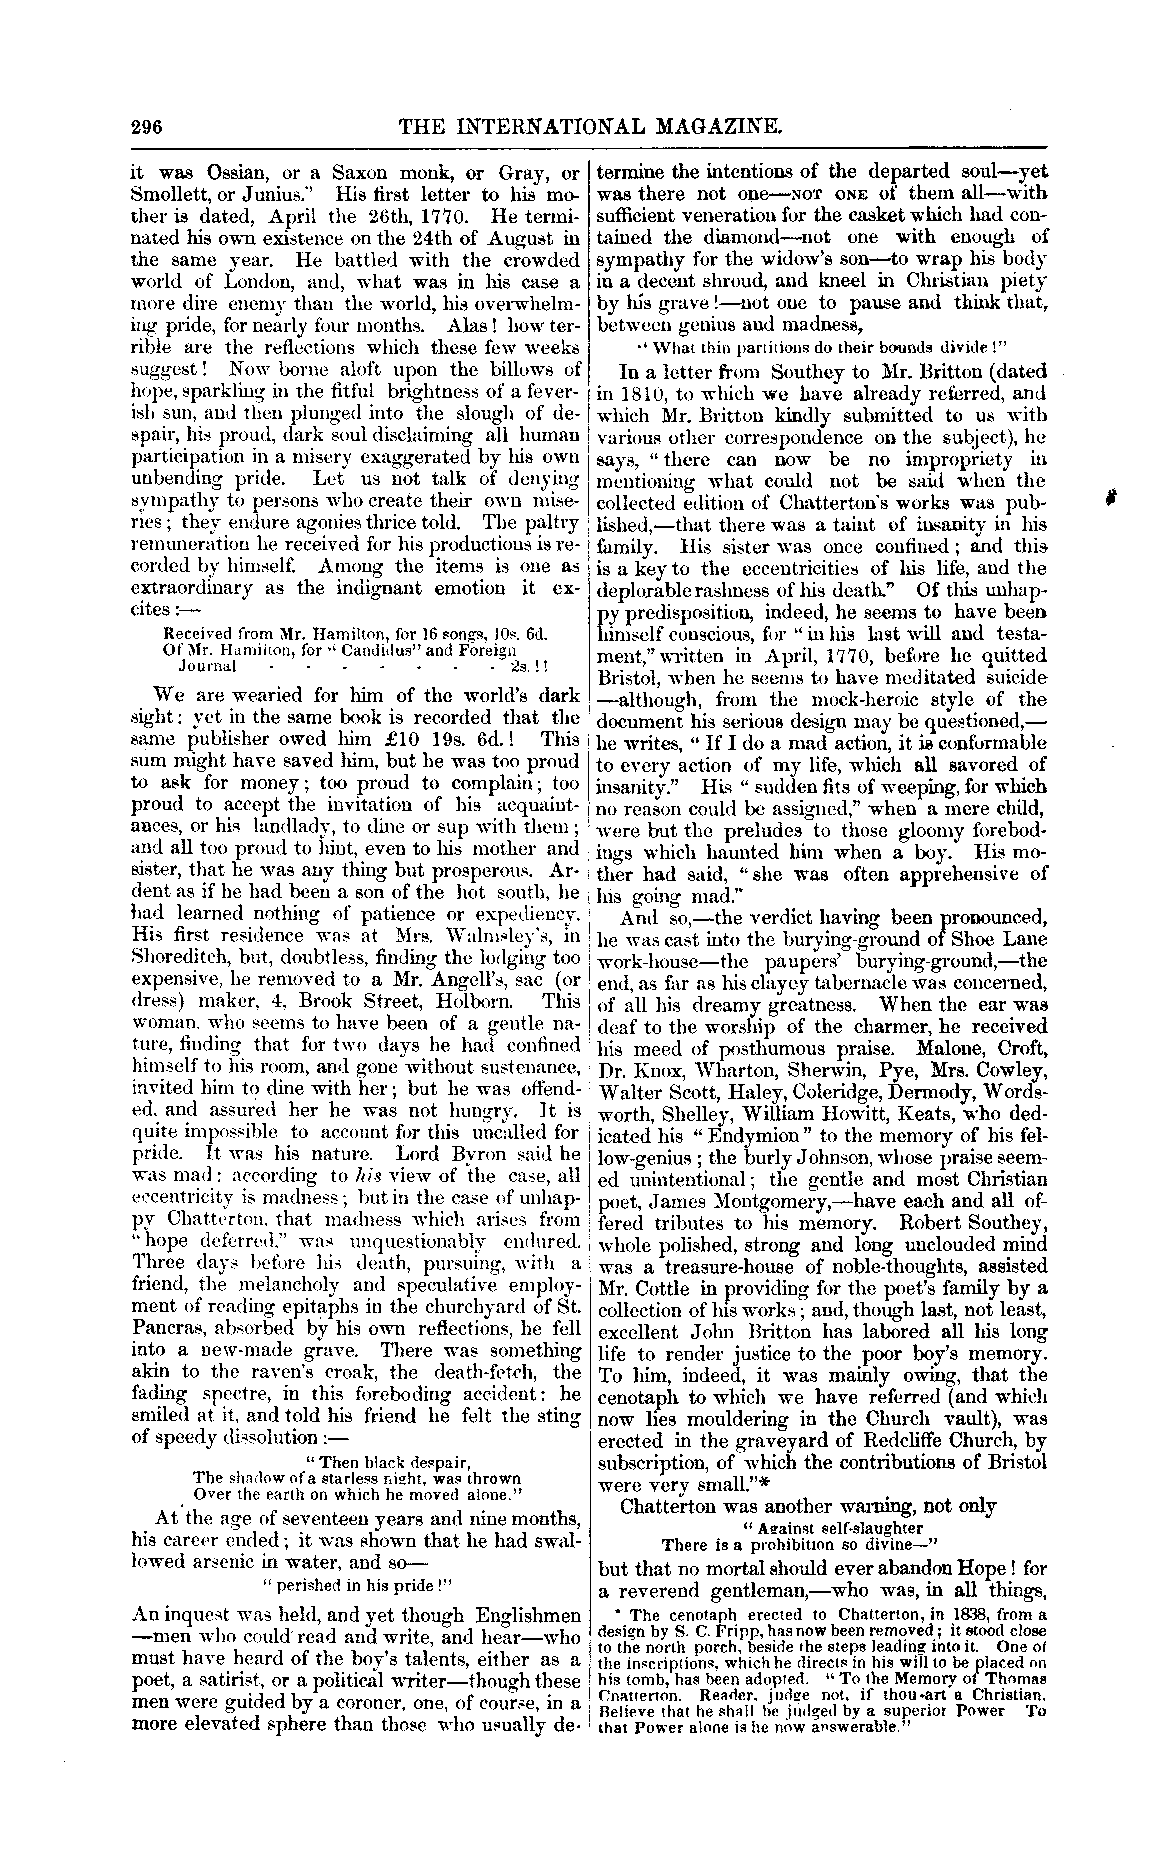 296
THE INTERNATIONAL MAGAZINE.
it was Ossian, or a Saxon monk, or Gray, or
Smollett, or Junius." His first letter to his mo-
ther is dated, April the 26th, 1770. He termi-
nated his own existence on the 24th of August in
the same year. He battled with the crowded
world of London, and, what was in his case a
more dire enemy than the world, his overwhelm-
ing pride, for nearly four months. Alas! how ter-
rible are the reflections which these few weeks
suggest! Now borne aloft upon the billows of
hope, sparkling in the fitful brightness of a fever-
ish sun, and then plunged into the slough of de-
spair, his proud, dark soul disclaiming all human
participation in a misery exaggerated by his own
unbending pride. Let us not talk of denying
sympathy to persons who create their own mise-
ries; they endure agonies thrice told. The paltry
remuneration he received for his productions is re-
corded by himself. Among the items is one as
extraordinary as the indignant emotion it ex-
cites:—
Received from Mr. Hamilton, for 16 songs, 10s. 6d.
Of Mr. Hamilton, for "Candidus" and Foreign
Journal - - - - - - - 2s.!!
We are wearied for him of the world's dark
sight: yet in the same book is recorded that the
same publisher owed him £10 19s. 6d.! This
sum might have saved him, but he was too proud
to ask for money; too proud to complain; too
proud to accept the invitation of his acquaint-
ances, or his landlady, to dine or sup with them;
and all too proud to hint, even to his mother and
sister, that he was any thing but prosperous. Ar-
dent as if he had been a son of the hot south, he
had learned nothing of patience or expediency.
His first residence was at Mrs. Walmsley's, in
Shoreditch, but, doubtless, finding the lodging too
expensive, he removed to a Mr. Angell's, sac (or
dress) maker, 4, Brook Street, Holborn. This
woman, who seems to have been of a gentle na-
ture, finding that for two days he had confined
himself to his room, and gone without sustenance,
invited him to dine with her; but he was offend-
ed, and assured her he was not hungry. It is
quite impossible to account for this uncalled for
pride. It was his nature. Lord Byron said he
was mad: according to his view of the case, all
eccentricity is madness; but in the case of unhap-
py Chatterton, that madness which arises from
"hope deferred," was unquestionably endured.
Three days before his death, pursuing, with a
friend, the melancholy and speculative employ-
ment of reading epitaphs in the churchyard of St.
Pancras, absorbed by his own reflections, he fell
into a new-made grave. There was something
akin to the raven's croak, the death-fetch, the
fading spectre, in this foreboding accident: he
smiled at it, and told his friend he felt the sting
of speedy dissolution:—
"Then black despair,
The shadow of a starless night, was thrown
Over the earth on which he moved alone."
At the age of seventeen years and nine months,
his career ended; it was shown that he had swal-
lowed arsenic in water, and so—
"perished in his pride!"
An inquest was held, and yet though Englishmen
—men who could read and write, and hear—who
must have heard of the boy's talents, either as a
poet, a satirist, or a political writer—though these
men were guided by a coroner, one, of course, in a
more elevated sphere than those who usually de-
termine the intentions of the departed soul—yet
was there not one—NOT ONE of them all—with
sufficient veneration for the casket which had con-
tained the diamond—not one with enough of
sympathy for the widow's son—to wrap his body
in a decent shroud, and kneel in Christian piety
by his grave!—not one to pause and think that,
between genius and madness,
"What thin partitions do their bounds divide!"
In a letter from Southey to Mr. Britton (dated
in 1810, to which we have already referred, and
which Mr. Britton kindly submitted to us with
various other correspondence on the subject), he
says, "there can now be no impropriety in
mentioning what could not be said when the
collected edition of Chatterton's works was pub-
lished,—that there was a taint of insanity in his
family. His sister was once confined; and this
is a key to the eccentricities of his life, and the
deplorable rashness of his death." Of this unhap-
py predisposition, indeed, he seems to have been
himself conscious, for "in his last will and testa-
ment," written in April, 1770, before he quitted
Bristol, when he seems to have meditated suicide
—although, from the mock-heroic style of the
document his serious design may be questioned,—
he writes, "If I do a mad action, it is conformable
to every action of my life, which all savored of
insanity." His "sudden fits of weeping, for which
no reason could be assigned," when a mere child,
were but the preludes to those gloomy forebod-
ings which haunted him when a boy. His mo-
ther had said, "she was often apprehensive of
his going mad."
And so,—the verdict having been pronounced,
he was cast into the burying-ground of Shoe Lane
work-house—the paupers' burying-ground,—the
end, as far as his clayey tabernacle was concerned,
of all his dreamy greatness. When the ear was
deaf to the worship of the charmer, he received
his meed of posthumous praise. Malone, Croft,
Dr. Knox, Wharton, Sherwin, Pye, Mrs. Cowley,
Walter Scott, Haley, Coleridge, Dermody, Words-
worth, Shelley, William Howitt, Keats, who ded-
icated his "Endymion" to the memory of his fel-
low-genius; the burly Johnson, whose praise seem-
ed unintentional; the gentle and most Christian
poet, James Montgomery,—have each and all of-
fered tributes to his memory. Robert Southey,
whole polished, strong and long unclouded mind
was a treasure-house of noble-thoughts, assisted
Mr. Cottle in providing for the poet's family by a
collection of his works; and, though last, not least,
excellent John Britton has labored all his long
life to render justice to the poor boy's memory.
To him, indeed, it was mainly owing, that the
cenotaph to which we have referred (and which
now lies mouldering in the Church vault), was
erected in the graveyard of Redcliffe Church, by
subscription, of which the contributions of Bristol
were very small."*
Chatterton was another warning, not only
"Against self-slaughter
There is a prohibition so divine—"
but that no mortal should ever abandon Hope! for
a reverend gentleman,—who was, in all things,
* The cenotaph erected to Chatterton, in 1838, from a
design by S. C. Fripp, has now been removed; it stood close
to the north porch, beside the steps leading into it. One of
the inscriptions, which he directs in his will to be placed on
his tomb, has been adopted. "To the Memory of Thomas
Chatterton. Reader, judge not, if thou art a Christian.
Believe that he shall be judged by a superior Power To
that Power alone is he now answerable."